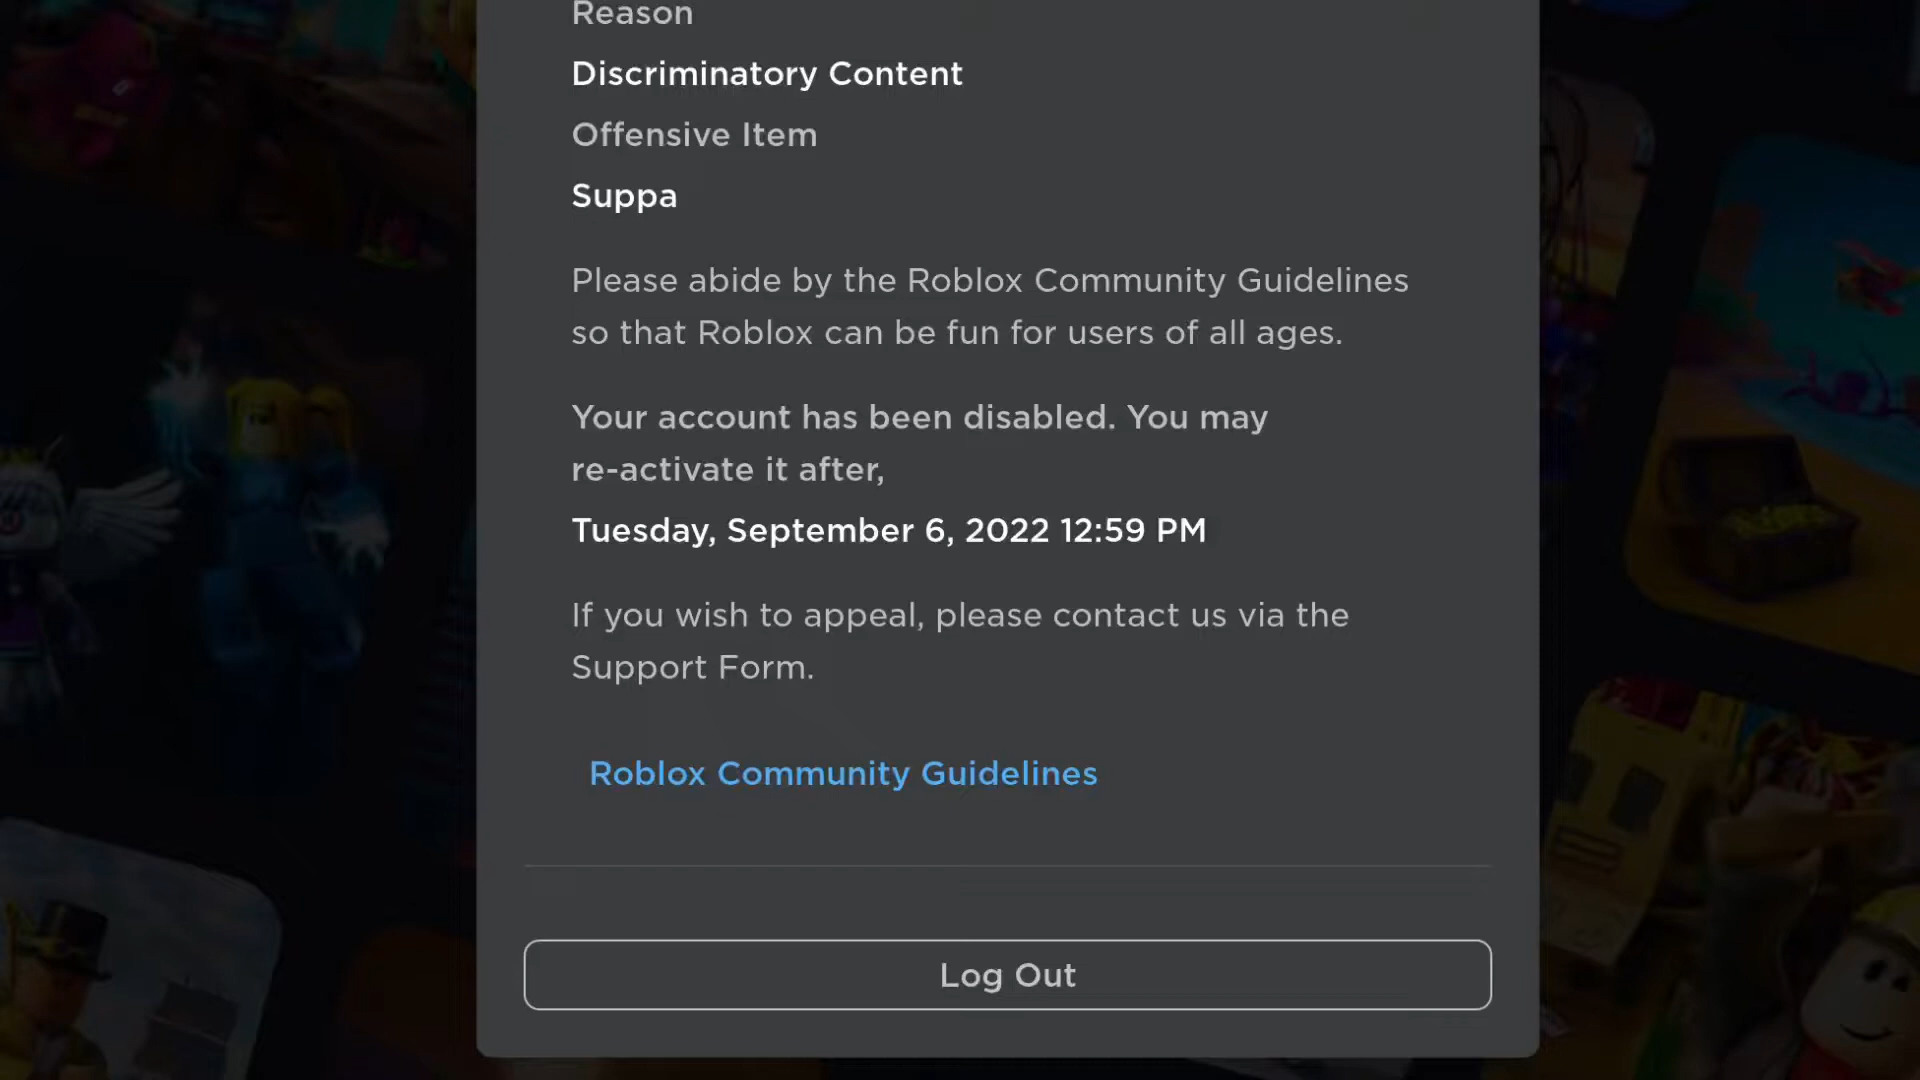 Reason
Discriminatory Content
Offensive Item
Suppa
Please abide by the Roblox Community Guidelines
so that Roblox can be fun for users of all ages.
Your account has been disabled. You may
re-activate it after,
Tuesday, September 6, 2022 12:59 PM
If you wish to appeal, please contact us via the
Support Form.
Roblox Community Guidelines
Log Out